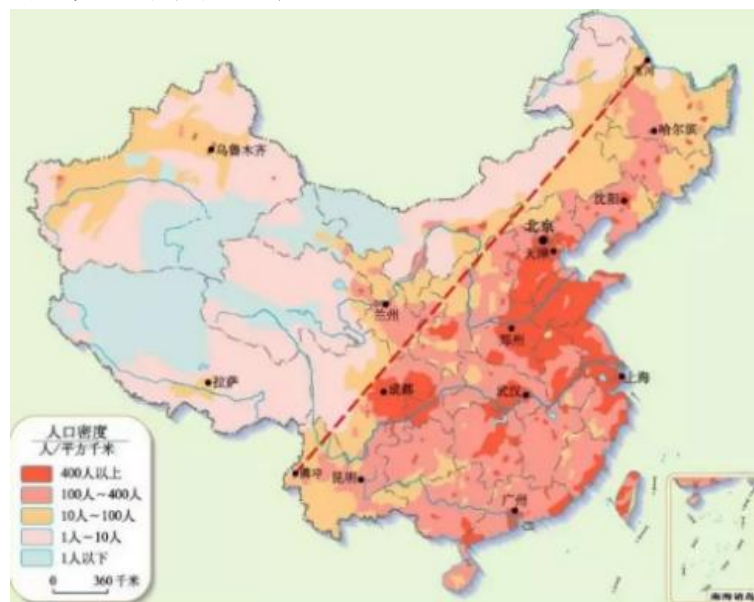 黑河
哈尔滨
乌鲁木齐
沈阳
北京
天津
兰州
郑州
拉萨
成都
武汉
上海
腾冲
昆明
广州
人口密度
人/平方千米
400人以上
100人~400人
10人~100人
1人~10人
1人以下
0 360千米
南海诸岛